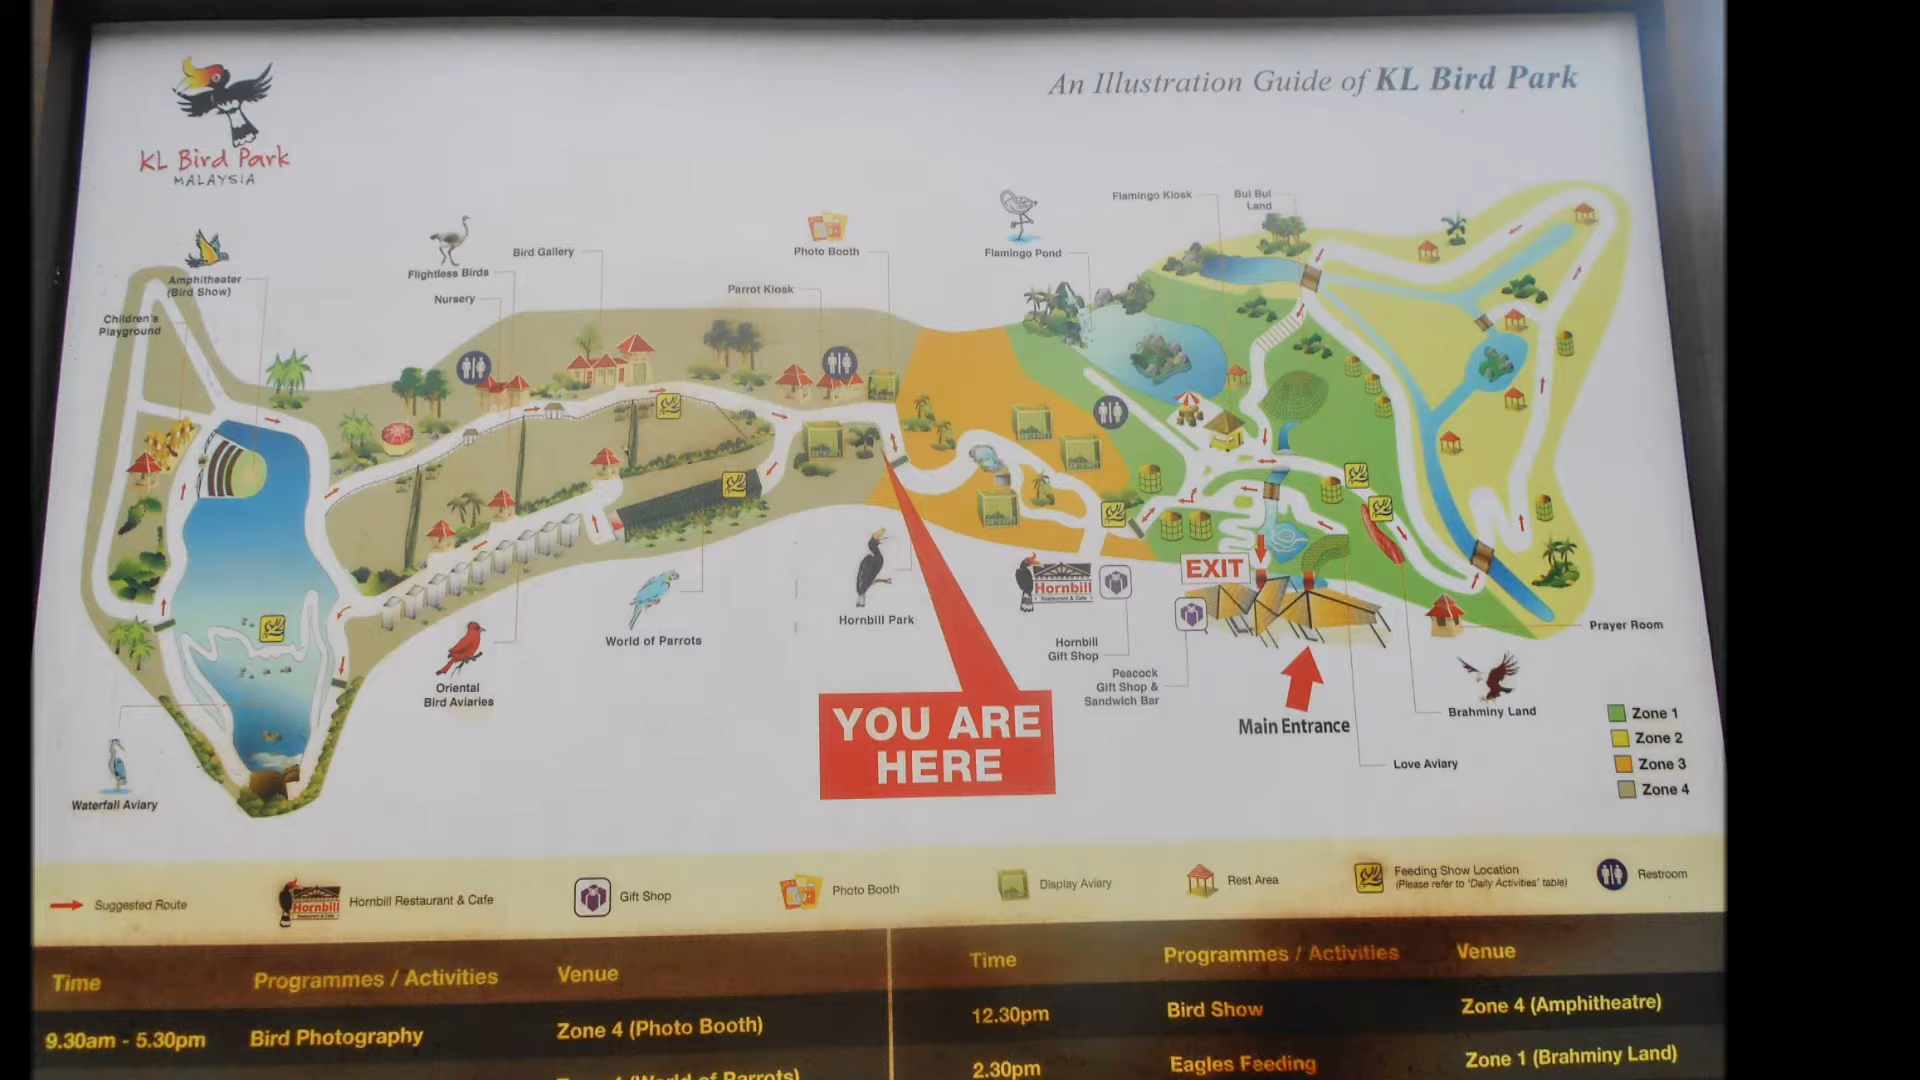 An Illustration Guide of KL Bird Park
KL Bird Park
MALAYSIA
Flamingo Kiosk
Bul Bul
Land
Bird Gallery
Photo Booth
Flamingo Pond
Flightless Birds
Amphitheater
(Bird Show)
Parrot Kiosk
Nursery
Children's
Playground
EXIT
Hornbill
Restaurant & Cafe
Hornbill Park
World of Parrots
Prayer Room
Hornbill
Gift Shop
Peacock
Gift Shop &
Sandwich Bar
Oriental
Bird Aviaries
YOU ARE
HERE
Main Entrance
Brahminy Land
Love Aviary
Waterfall Aviary
Zone 1
Zone 2
Zone 3
Zone 4
Suggested Route
Hornbill
Hornbill Restaurant & Cafe
Gift Shop
Photo Booth
Display Aviary
Rest Area
Feeding Show Location
(Please refer to 'Daily Activities' table)
Restroom
Time Programmes / Activities Venue
9.30am - 5.30pm Bird Photography Zone 4 (Photo Booth)
(World of Parrots)
Time Programmes / Activities Venue
12.30pm Bird Show Zone 4 (Amphitheatre)
2.30pm Eagles Feeding Zone 1 (Brahminy Land)